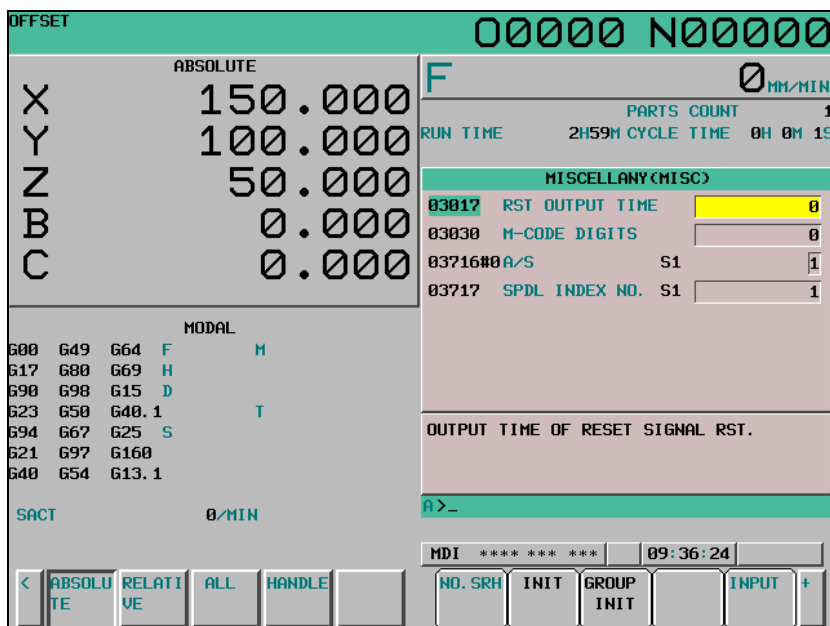 OFFSET
O0000 N00000
ABSOLUTE
X 150.000
Y 100.000
Z 50.000
B 0.000
C 0.000
F 0 MM/MIN
PARTS COUNT 1
RUN TIME 2H59M CYCLE TIME 0H 0M 1S
MISCELLANY(MISC)
03017 RST OUTPUT TIME 0
03030 M-CODE DIGITS 0
03716#0 A/S S1 1
03717 SPDL INDEX NO. S1 1
OUTPUT TIME OF RESET SIGNAL RST.
MODAL
G00 G49 G64 F M
G17 G80 G69 H
G90 G98 G15 D
G23 G50 G40.1 T
G94 G67 G25 S
G21 G97 G160
G40 G54 G13.1
SACT 0/MIN
A>_
MDI **** *** *** 09:36:24
< ABSOLUTE RELATIVE ALL HANDLE
NO.SRH INIT GROUP INIT INPUT +